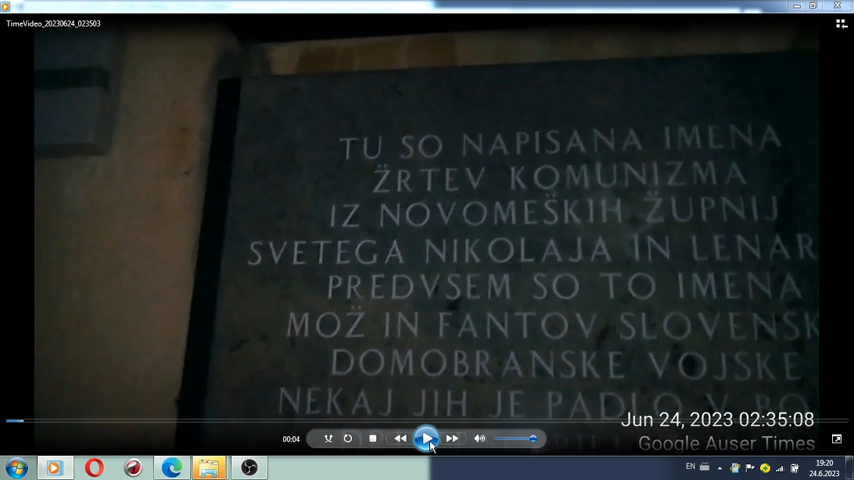 TimeVideo_20230624_023503
TU SO NAPISANA IMENA
ŽRTEV KOMUNIZMA
IZ NOVOMEŠKIH ŽUPNIJ
SVETEGA NIKOLAJA IN LENAR
PREDVSEM SO TO IMENA
MOŽ IN FANTOV SLOVENSK
DOMOBRANSKE VOJSKE
NEKAJ JIH JE PADLO V BO
Jun 24, 2023 02:35:08
Google Auser Times
00:04
EN
19:20
24.6.2023